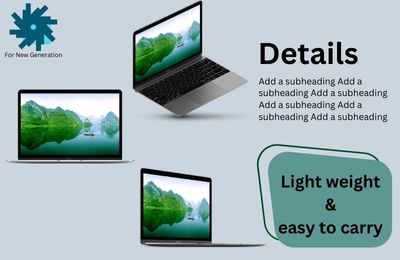 For New Generation
Details
Add a subheading Add a
subheading Add a subheading
Add a subheading Add a
subheading Add a subheading
Light weight
&
easy to carry